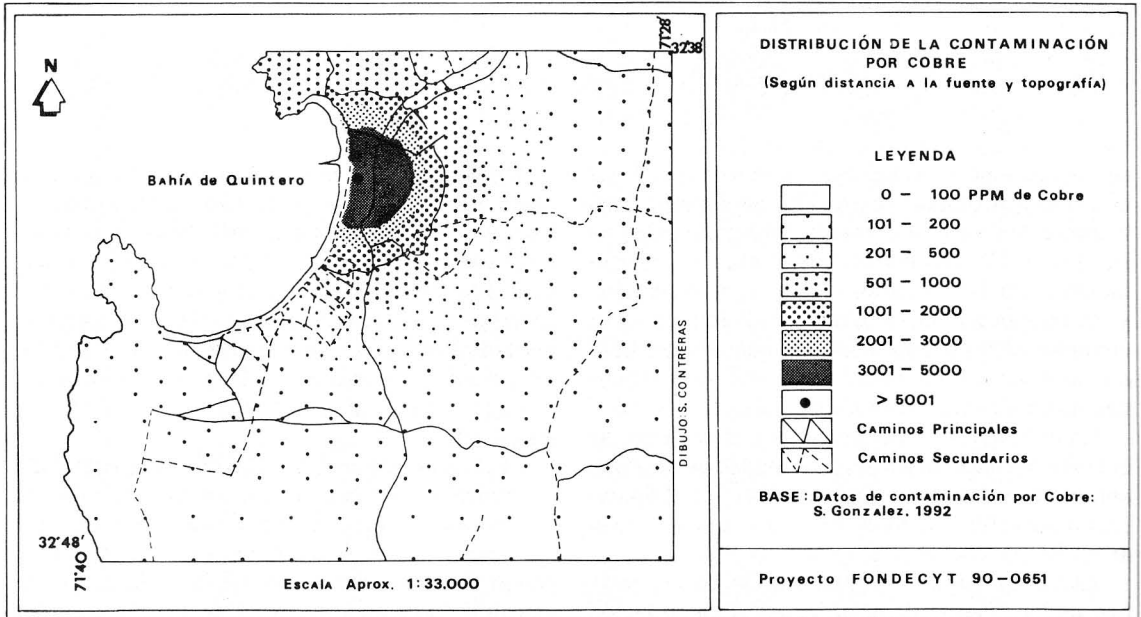 N
71°28'
32°38'
Bahía de Quintero
DIBUJO: S. CONTRERAS
32°48'
71°40'
Escala Aprox. 1:33.000
DISTRIBUCIÓN DE LA CONTAMINACIÓN
POR COBRE
(Según distancia a la fuente y topografía)
LEYENDA
0 – 100 PPM de Cobre
101 – 200
201 – 500
501 – 1000
1001 – 2000
2001 – 3000
3001 – 5000
> 5001
Caminos Principales
Caminos Secundarios
BASE: Datos de contaminación por Cobre:
S. Gonzalez, 1992
Proyecto FONDECYT 90-0651